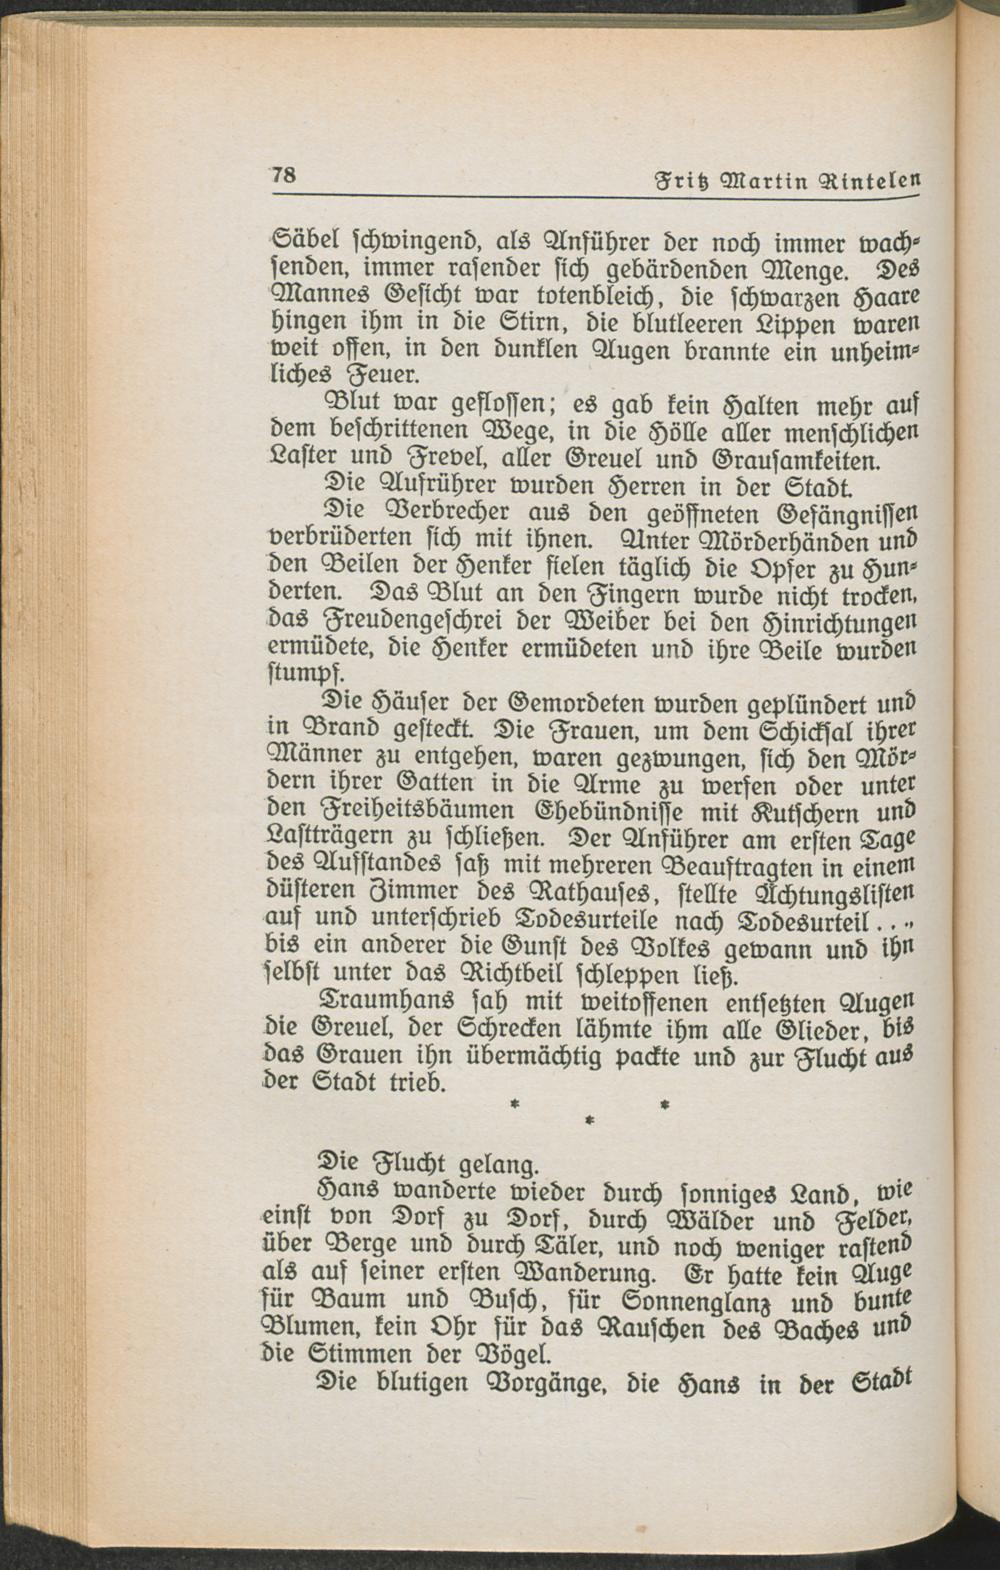 78 Fritz Martin Rintelen
Säbel schwingend, als Anführer der noch immer wach-
senden, immer rasender sich gebärdenden Menge. Des
Mannes Gesicht war totenbleich, die schwarzen Haare
hingen ihm in die Stirn, die blutleeren Lippen waren
weit offen, in den dunklen Augen brannte ein unheim-
liches Feuer.
Blut war geflossen; es gab kein Halten mehr auf
dem beschrittenen Wege, in die Hölle aller menschlichen
Laster und Frevel, aller Greuel und Grausamkeiten.
Die Aufrührer wurden Herren in der Stadt.
Die Verbrecher aus den geöffneten Gefängnissen
verbrüderten sich mit ihnen. Unter Mörderhänden und
den Beilen der Henker fielen täglich die Opfer zu Hun-
derten. Das Blut an den Fingern wurde nicht trocken,
das Freudengeschrei der Weiber bei den Hinrichtungen
ermüdete, die Henker ermüdeten und ihre Beile wurden
stumpf.
Die Häuser der Gemordeten wurden geplündert und
in Brand gesteckt. Die Frauen, um dem Schicksal ihrer
Männer zu entgehen, waren gezwungen, sich den Mör-
dern ihrer Gatten in die Arme zu werfen oder unter
den Freiheitsbäumen Ehebündnisse mit Kutschern und
Lastträgern zu schließen. Der Anführer am ersten Tage
des Aufstandes saß mit mehreren Beauftragten in einem
düsteren Zimmer des Rathauses, stellte Ächtungslisten
auf und unterschrieb Todesurteile nach Todesurteil . . .,
bis ein anderer die Gunst des Volkes gewann und ihn
selbst unter das Richtbeil schleppen ließ.
Traumhans sah mit weitoffenen entsetzten Augen
die Greuel, der Schrecken lähmte ihm alle Glieder, bis
das Grauen ihn übermächtig packte und zur Flucht aus
der Stadt trieb.
* * *
Die Flucht gelang.
Hans wanderte wieder durch sonniges Land, wie
einst von Dorf zu Dorf, durch Wälder und Felder,
über Berge und durch Täler, und noch weniger rastend
als auf seiner ersten Wanderung. Er hatte kein Auge
für Baum und Busch, für Sonnenglanz und bunte
Blumen, kein Ohr für das Rauschen des Baches und
die Stimmen der Vögel.
Die blutigen Vorgänge, die Hans in der Stadt